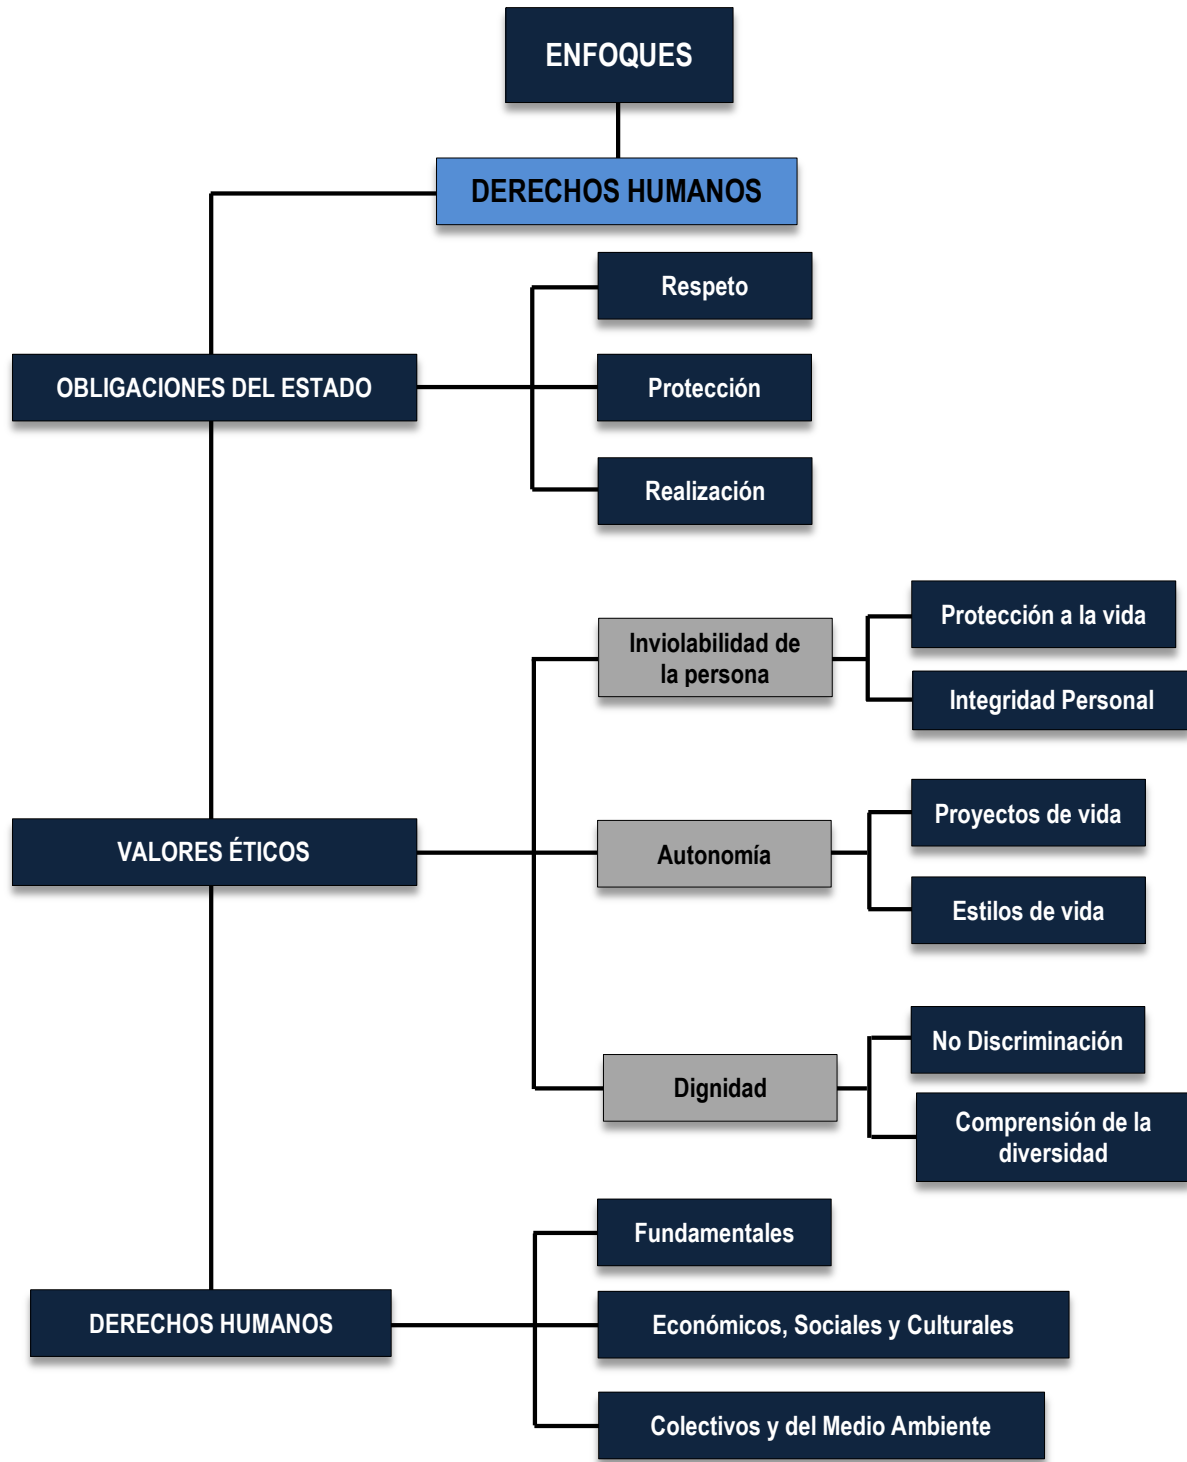 ENFOQUES
DERECHOS HUMANOS
Respeto
OBLIGACIONES DEL ESTADO
Protección
Realización
Protección a la vida
Inviolabilidad de
la persona
Integridad Personal
Proyectos de vida
VALORES ÉTICOS
Autonomía
Estilos de vida
No Discriminación
Dignidad
Comprensión de la
diversidad
Fundamentales
DERECHOS HUMANOS
Económicos, Sociales y Culturales
Colectivos y del Medio Ambiente